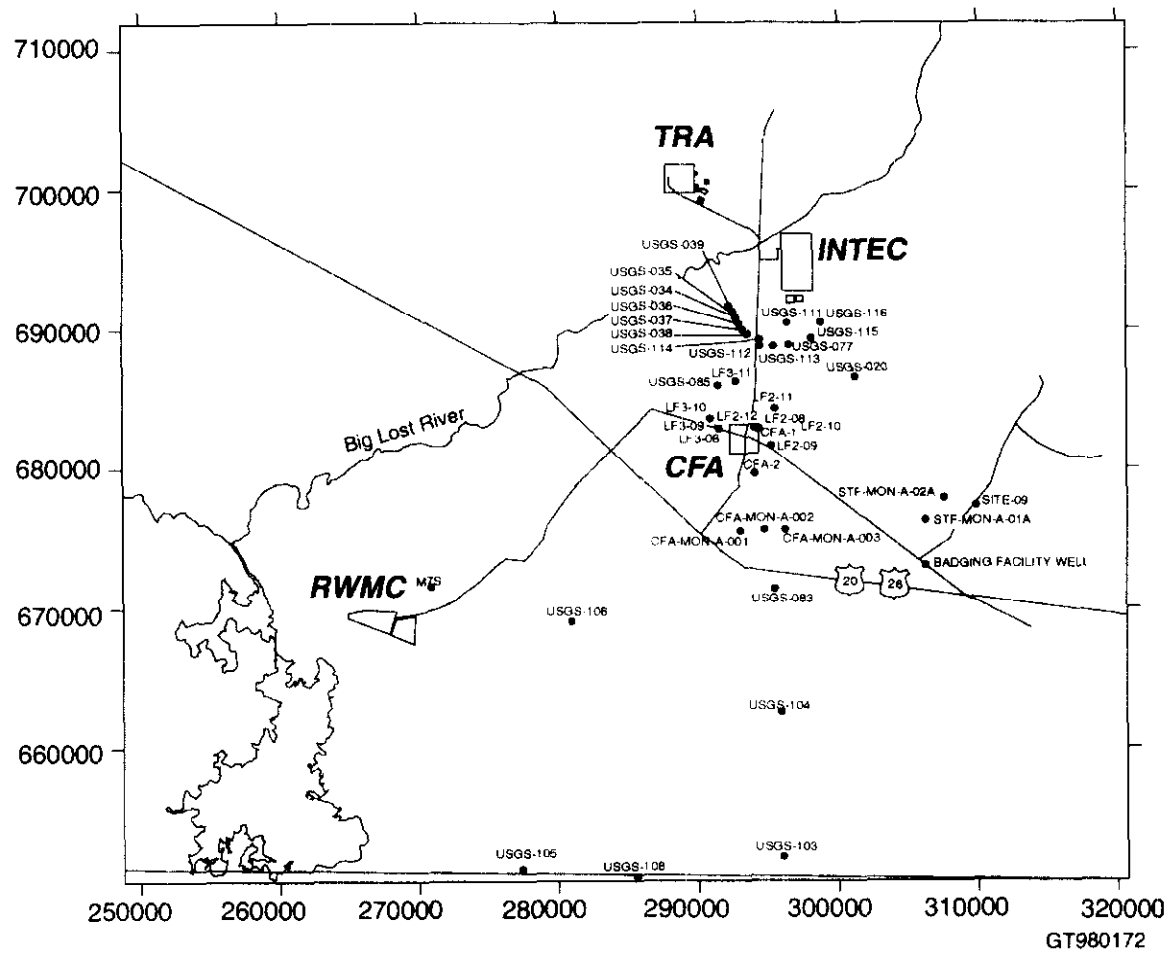 710000
TRA
700000
USGS-039
INTEC
USGS-035
USGS-034
USGS-036
USGS-111
USGS-116
USGS-037
690000
USGS-115
USGS-038
USGS-114
USGS-112
USGS-077
USGS-113
USGS-020
LF3-11
USGS-085
LF2-11
LF3-10
LF2-12
LF2-08
LF3-09
LF2-10
CFA-1
LF3-08
LF2-09
Big Lost River
680000
CFA
CFA-2
STF-MON-A-02A
SITE-09
CFA-MON-A-002
STF-MON-A-01A
CFA-MON-A-001
CFA-MON-A-003
BADGING FACILITY WELL
RWMC
M7S
20
26
USGS-083
670000
USGS-106
USGS-104
660000
USGS-103
USGS-105
USGS-108
250000 260000 270000 280000 290000 300000 310000 320000
GT980172